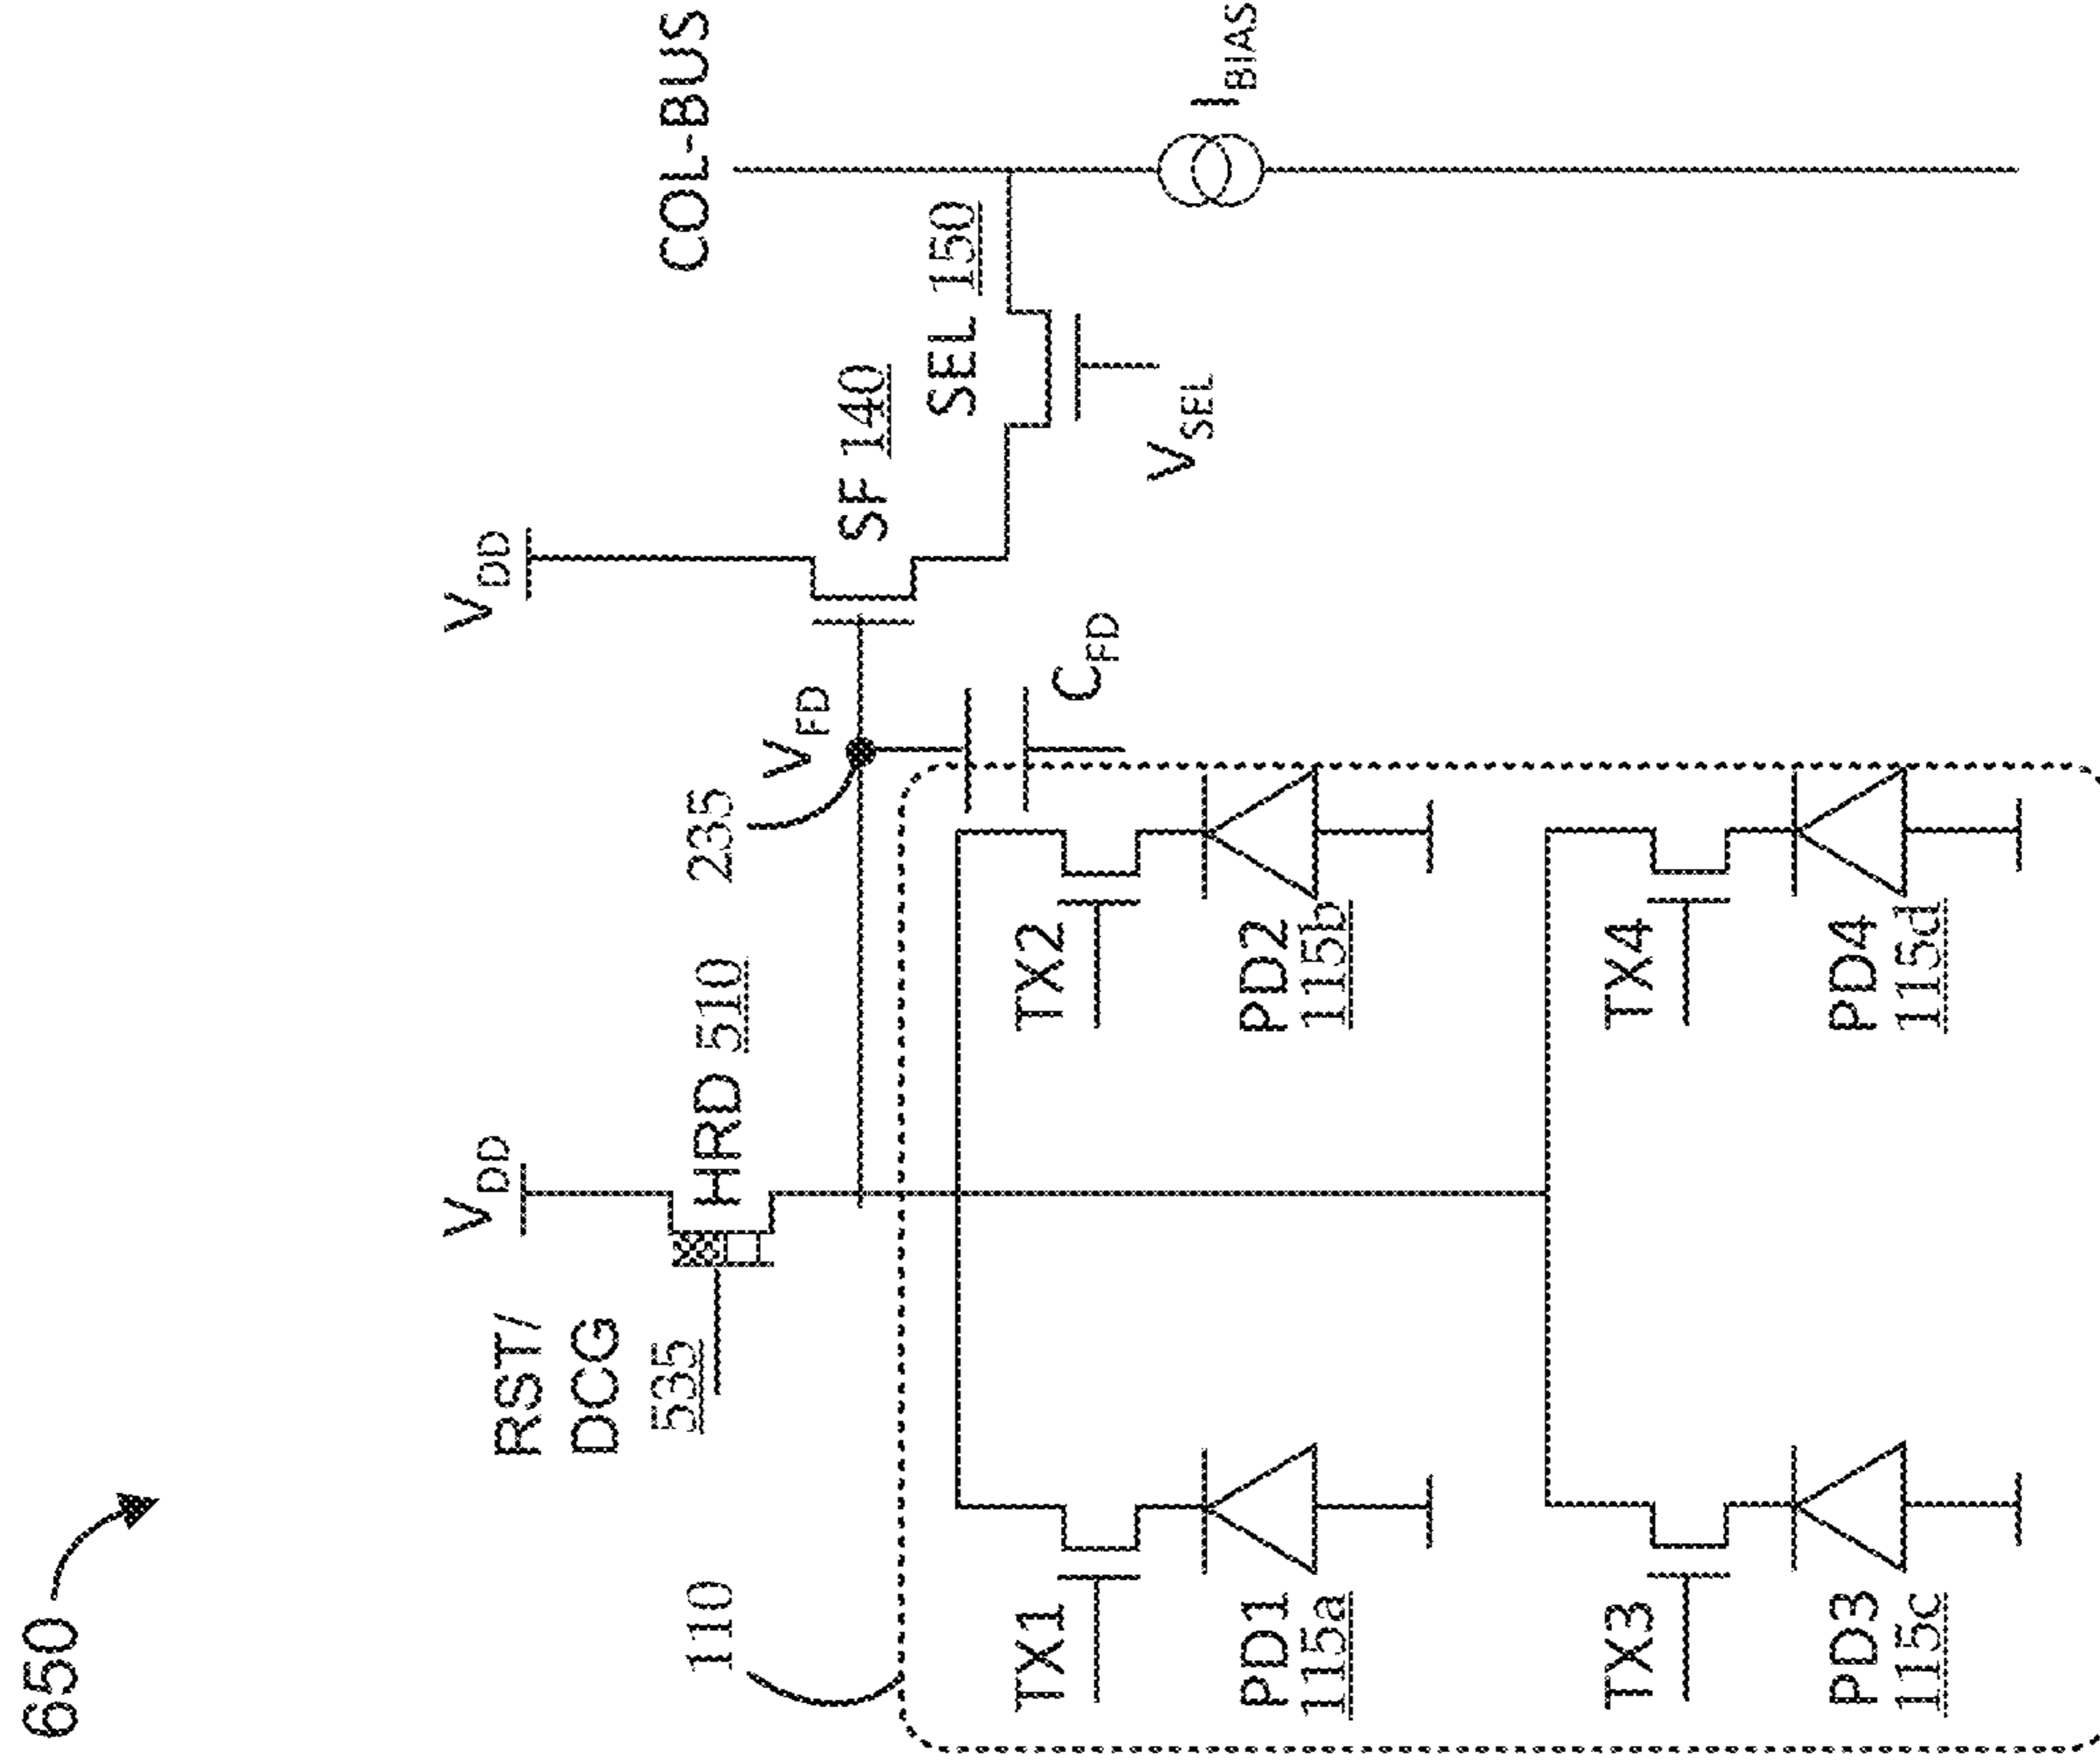 650
COL-BUS
V_DD
V_DD
RST/
DCG
535
HRD 510
235
V_FD
SF 140
SEL 150
I_BIAS
V_SEL
C_FD
110
TX1
TX2
PD1
115a
PD2
115b
TX3
TX4
PD3
115c
PD4
115d